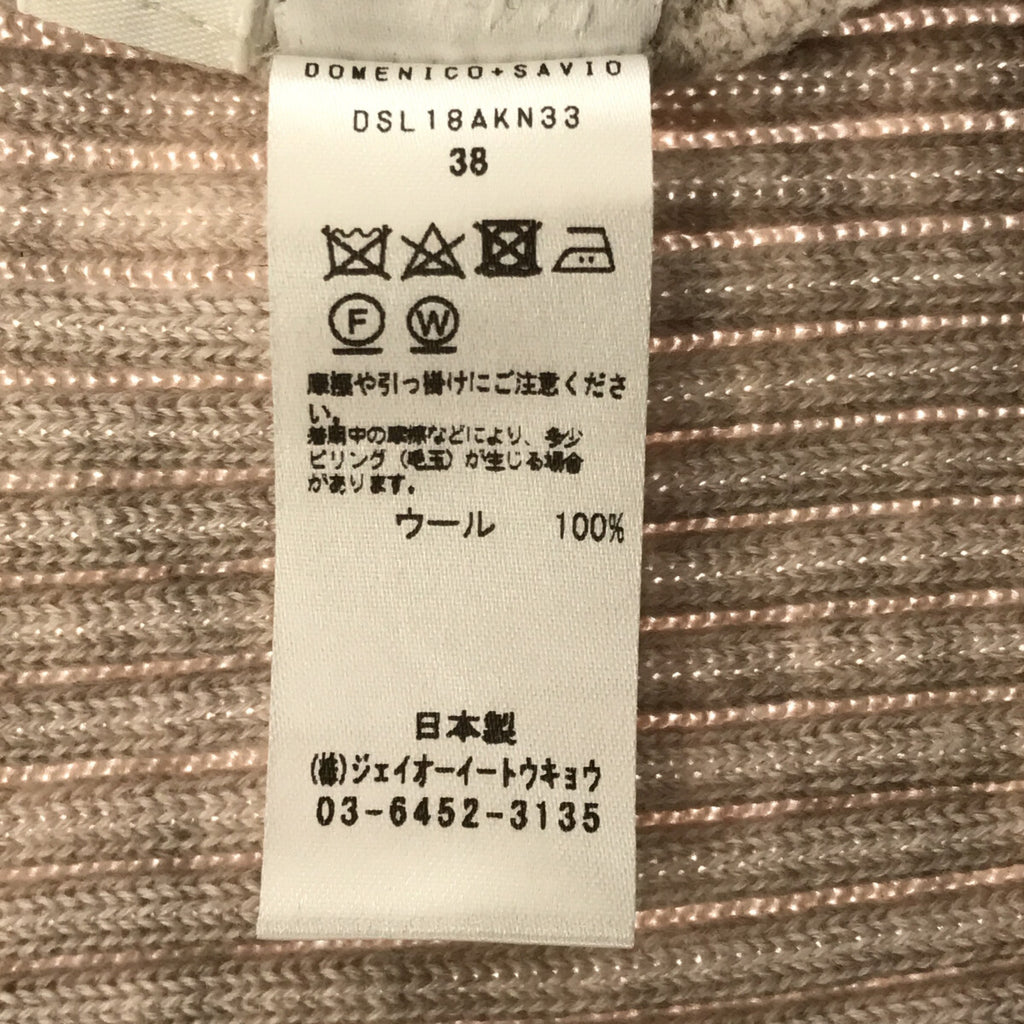 DOMENICO+SAVIO
DSL18AKN33
38
F W
摩擦や引っ掛けにご注意くださ
い。
着用中の摩擦などにより、多少
ピリング（毛玉）が生じる場合
があります。
ウール 100%
日本製
(株)ジェイオーイートウキョウ
03-6452-3135